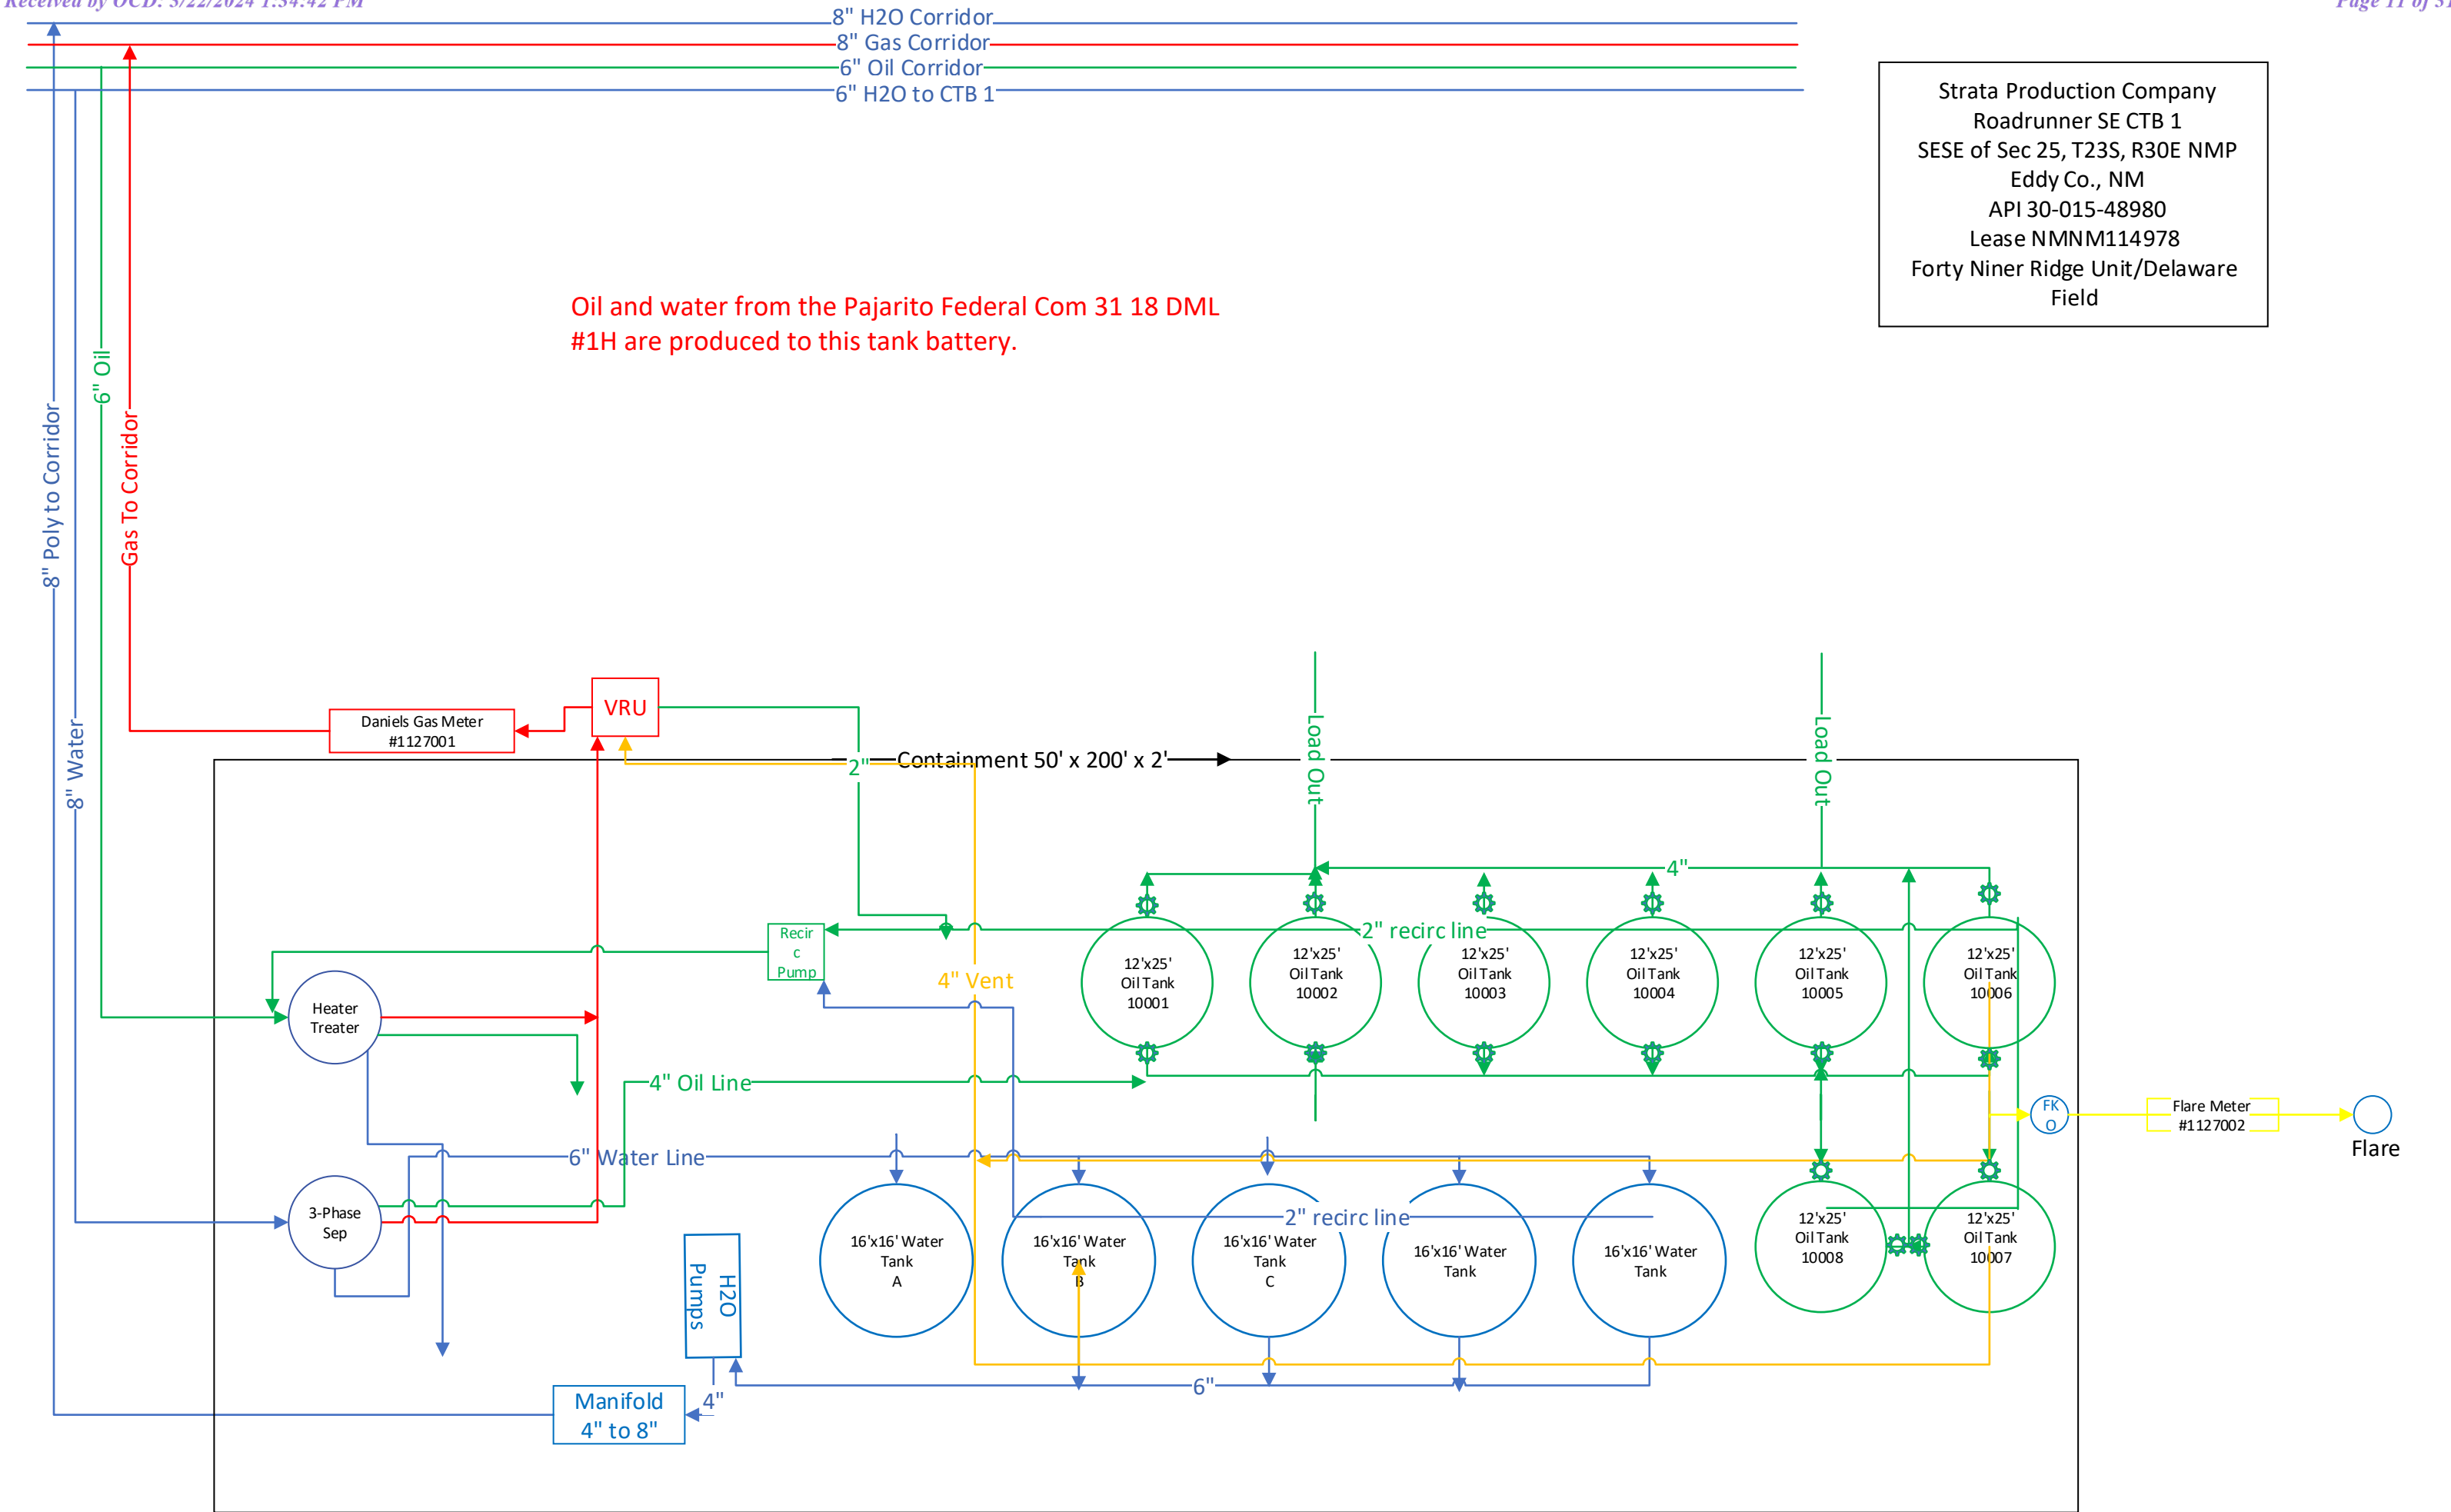 Received by OCD: 3/22/2024 1:34:42 PM
Page 11 of 31
8" H2O Corridor
8" Gas Corridor
6" Oil Corridor
6" H2O to CTB 1
Strata Production Company
Roadrunner SE CTB 1
SESE of Sec 25, T23S, R30E NMP
Eddy Co., NM
API 30-015-48980
Lease NMNM114978
Forty Niner Ridge Unit/Delaware
Field
Oil and water from the Pajarito Federal Com 31 18 DML
#1H are produced to this tank battery.
8" Poly to Corridor
8" Water
6" Oil
Gas To Corridor
Daniels Gas Meter
#1127001
VRU
2"
Containment 50' x 200' x 2'
Load Out
Load Out
4"
Recir
c
Pump
2" recirc line
4" Vent
Heater
Treater
12'x25'
Oil Tank
10001
12'x25'
Oil Tank
10002
12'x25'
Oil Tank
10003
12'x25'
Oil Tank
10004
12'x25'
Oil Tank
10005
12'x25'
Oil Tank
10006
4" Oil Line
FK
O
Flare Meter
#1127002
Flare
6" Water Line
3-Phase
Sep
H2O
Pumps
16'x16' Water
Tank
A
16'x16' Water
Tank
B
16'x16' Water
Tank
C
2" recirc line
16'x16' Water
Tank
16'x16' Water
Tank
12'x25'
Oil Tank
10008
12'x25'
Oil Tank
10007
Manifold
4" to 8"
4"
6"